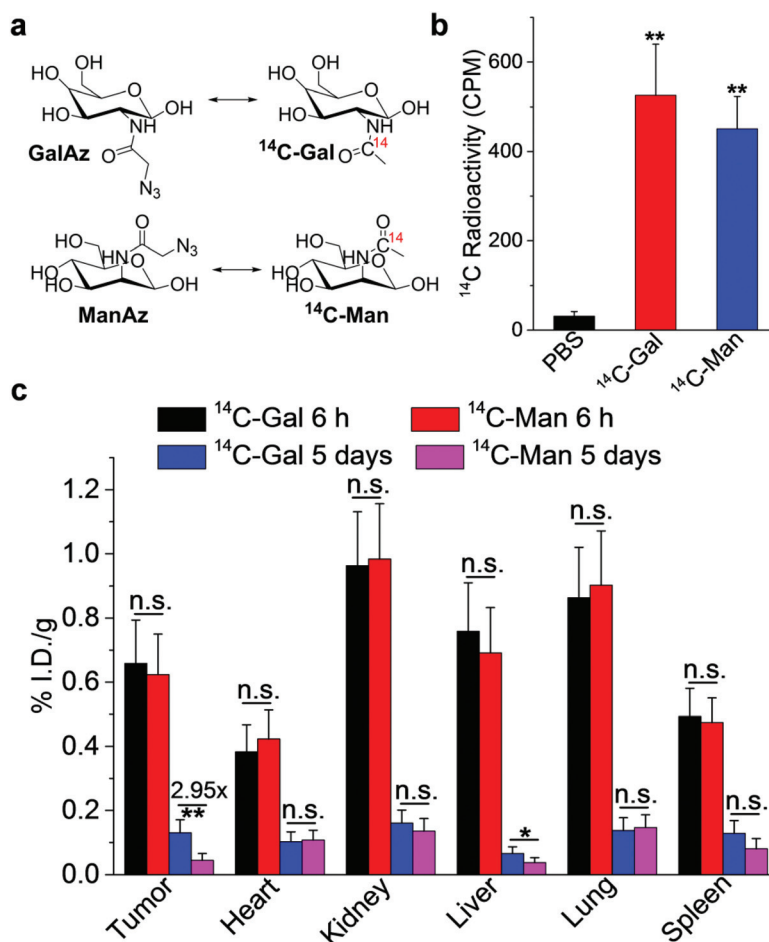 a
HO OH
O
HO
OH
NH
O
GalAz
N₃
HO OH
O
HO
OH
NH
O C 14
¹⁴C-Gal
O
N₃
HO HN
HO
HO
O
OH
ManAz
O
14
C
HO HN
HO
HO
O
OH
¹⁴C-Man
b
¹⁴C Radioactivity (CPM)
600
400
200
0
**
**
PBS
¹⁴C-Gal
¹⁴C-Man
c
¹⁴C-Gal 6 h
¹⁴C-Man 6 h
¹⁴C-Gal 5 days
¹⁴C-Man 5 days
% I.D./g
1.2
1.0
0.8
0.6
0.4
0.2
0.0
n.s.
2.95x
**
n.s.
n.s.
n.s.
n.s.
n.s.
*
n.s.
n.s.
n.s.
n.s.
Tumor
Heart
Kidney
Liver
Lung
Spleen